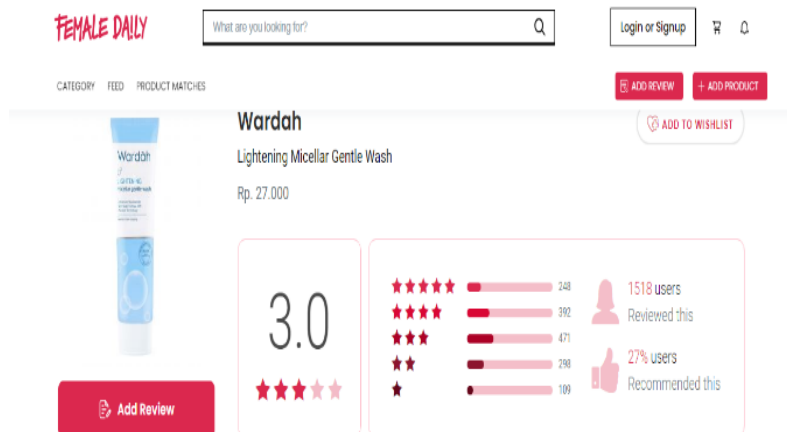 FEMALE DAILY
What are you looking for?
Login or Signup
CATEGORY FEED PRODUCT MATCHES
ADD REVIEW
+ ADD PRODUCT
Wardah
ADD TO WISHLIST
Lightening Micellar Gentle Wash
Rp. 27.000
Wardah
3.0
248
392
471
298
109
1518 users
Reviewed this
27% users
Recommended this
Add Review